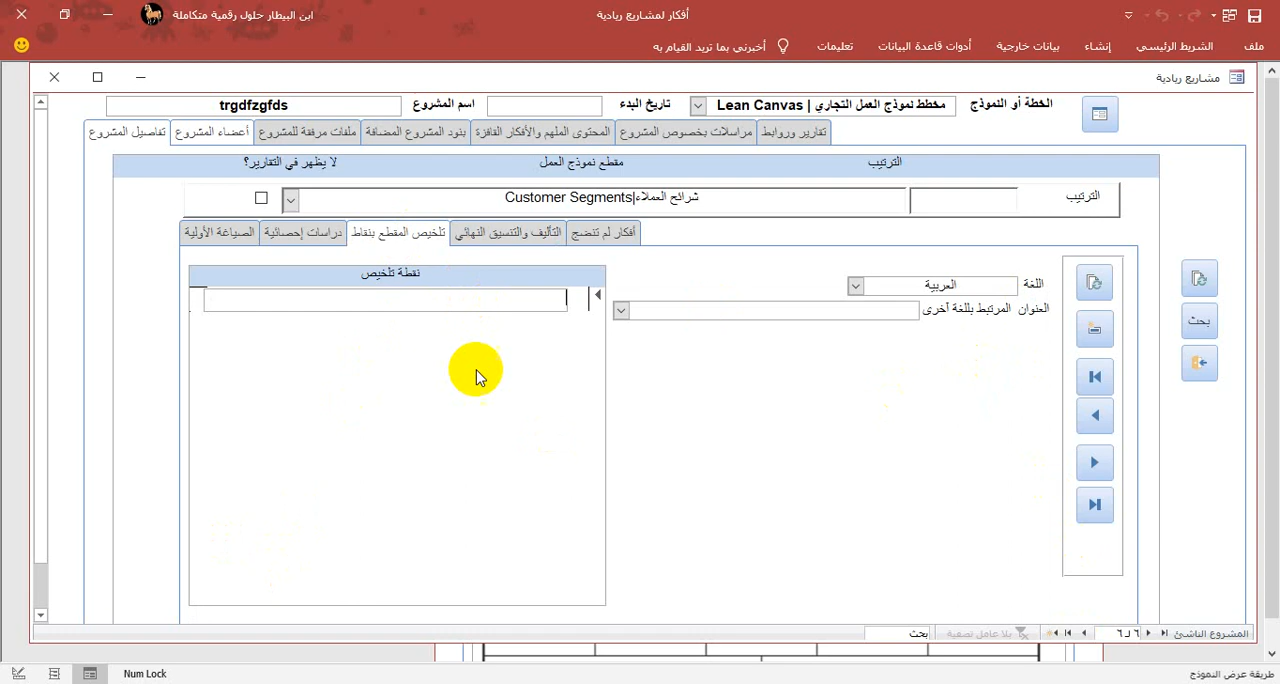 أفكار لمشاريع ريادية
ابن البيطار حلول رقمية متكاملة
ملف
الشريط الرئيسي
إنشاء
بيانات خارجية
أدوات قاعدة البيانات
تعليمات
أخبرني بما تريد القيام به
مشاريع ريادية
الخطة أو النموذج
مخطط نموذج العمل التجاري | Lean Canvas
تاريخ البدء
اسم المشروع
trgdfzgfds
تفاصيل المشروع
أعضاء المشروع
ملفات مرفقة للمشروع
بنود المشروع المضافة
المحتوى الملهم والأفكار القافزة
مراسلات بخصوص المشروع
تقارير وروابط
الترتيب
مقطع نموذج العمل
لا يظهر في التقارير؟
الترتيب
شرائح العملاء|Customer Segments
الصياغة الأولية
دراسات إحصائية
تلخيص المقطع بنقاط
التأليف والتنسيق النهائي
أفكار لم تنضج
نقطة تلخيص
اللغة
العربية
العنوان المرتبط بللغة آخرى
بحث
المشروع الناشئ
٦ لـ ٦
بلا عامل تصفية
بحث
Num Lock
طريقة عرض النموذج